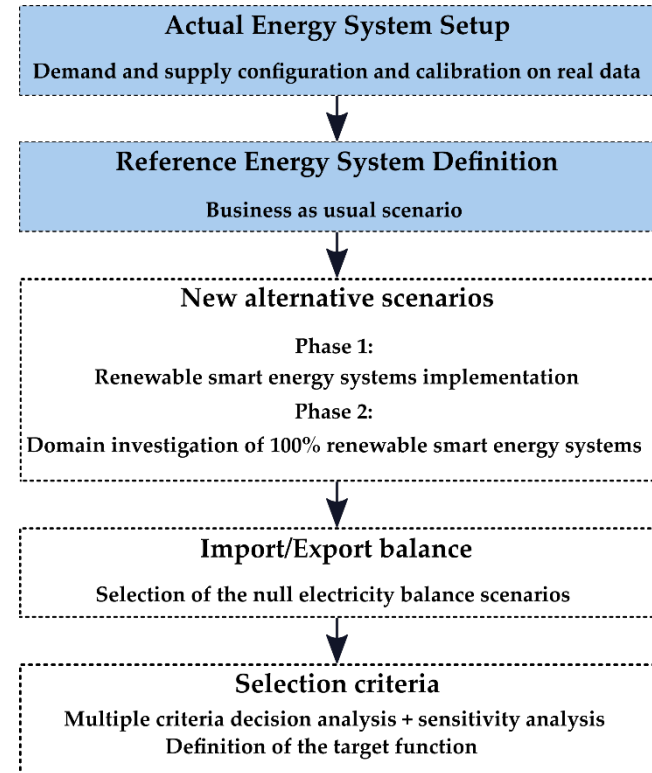 Actual Energy System Setup
Demand and supply configuration and calibration on real data
Reference Energy System Definition
Business as usual scenario
New alternative scenarios
Phase 1:
Renewable smart energy systems implementation
Phase 2:
Domain investigation of 100% renewable smart energy systems
Import/Export balance
Selection of the null electricity balance scenarios
Selection criteria
Multiple criteria decision analysis + sensitivity analysis
Definition of the target function